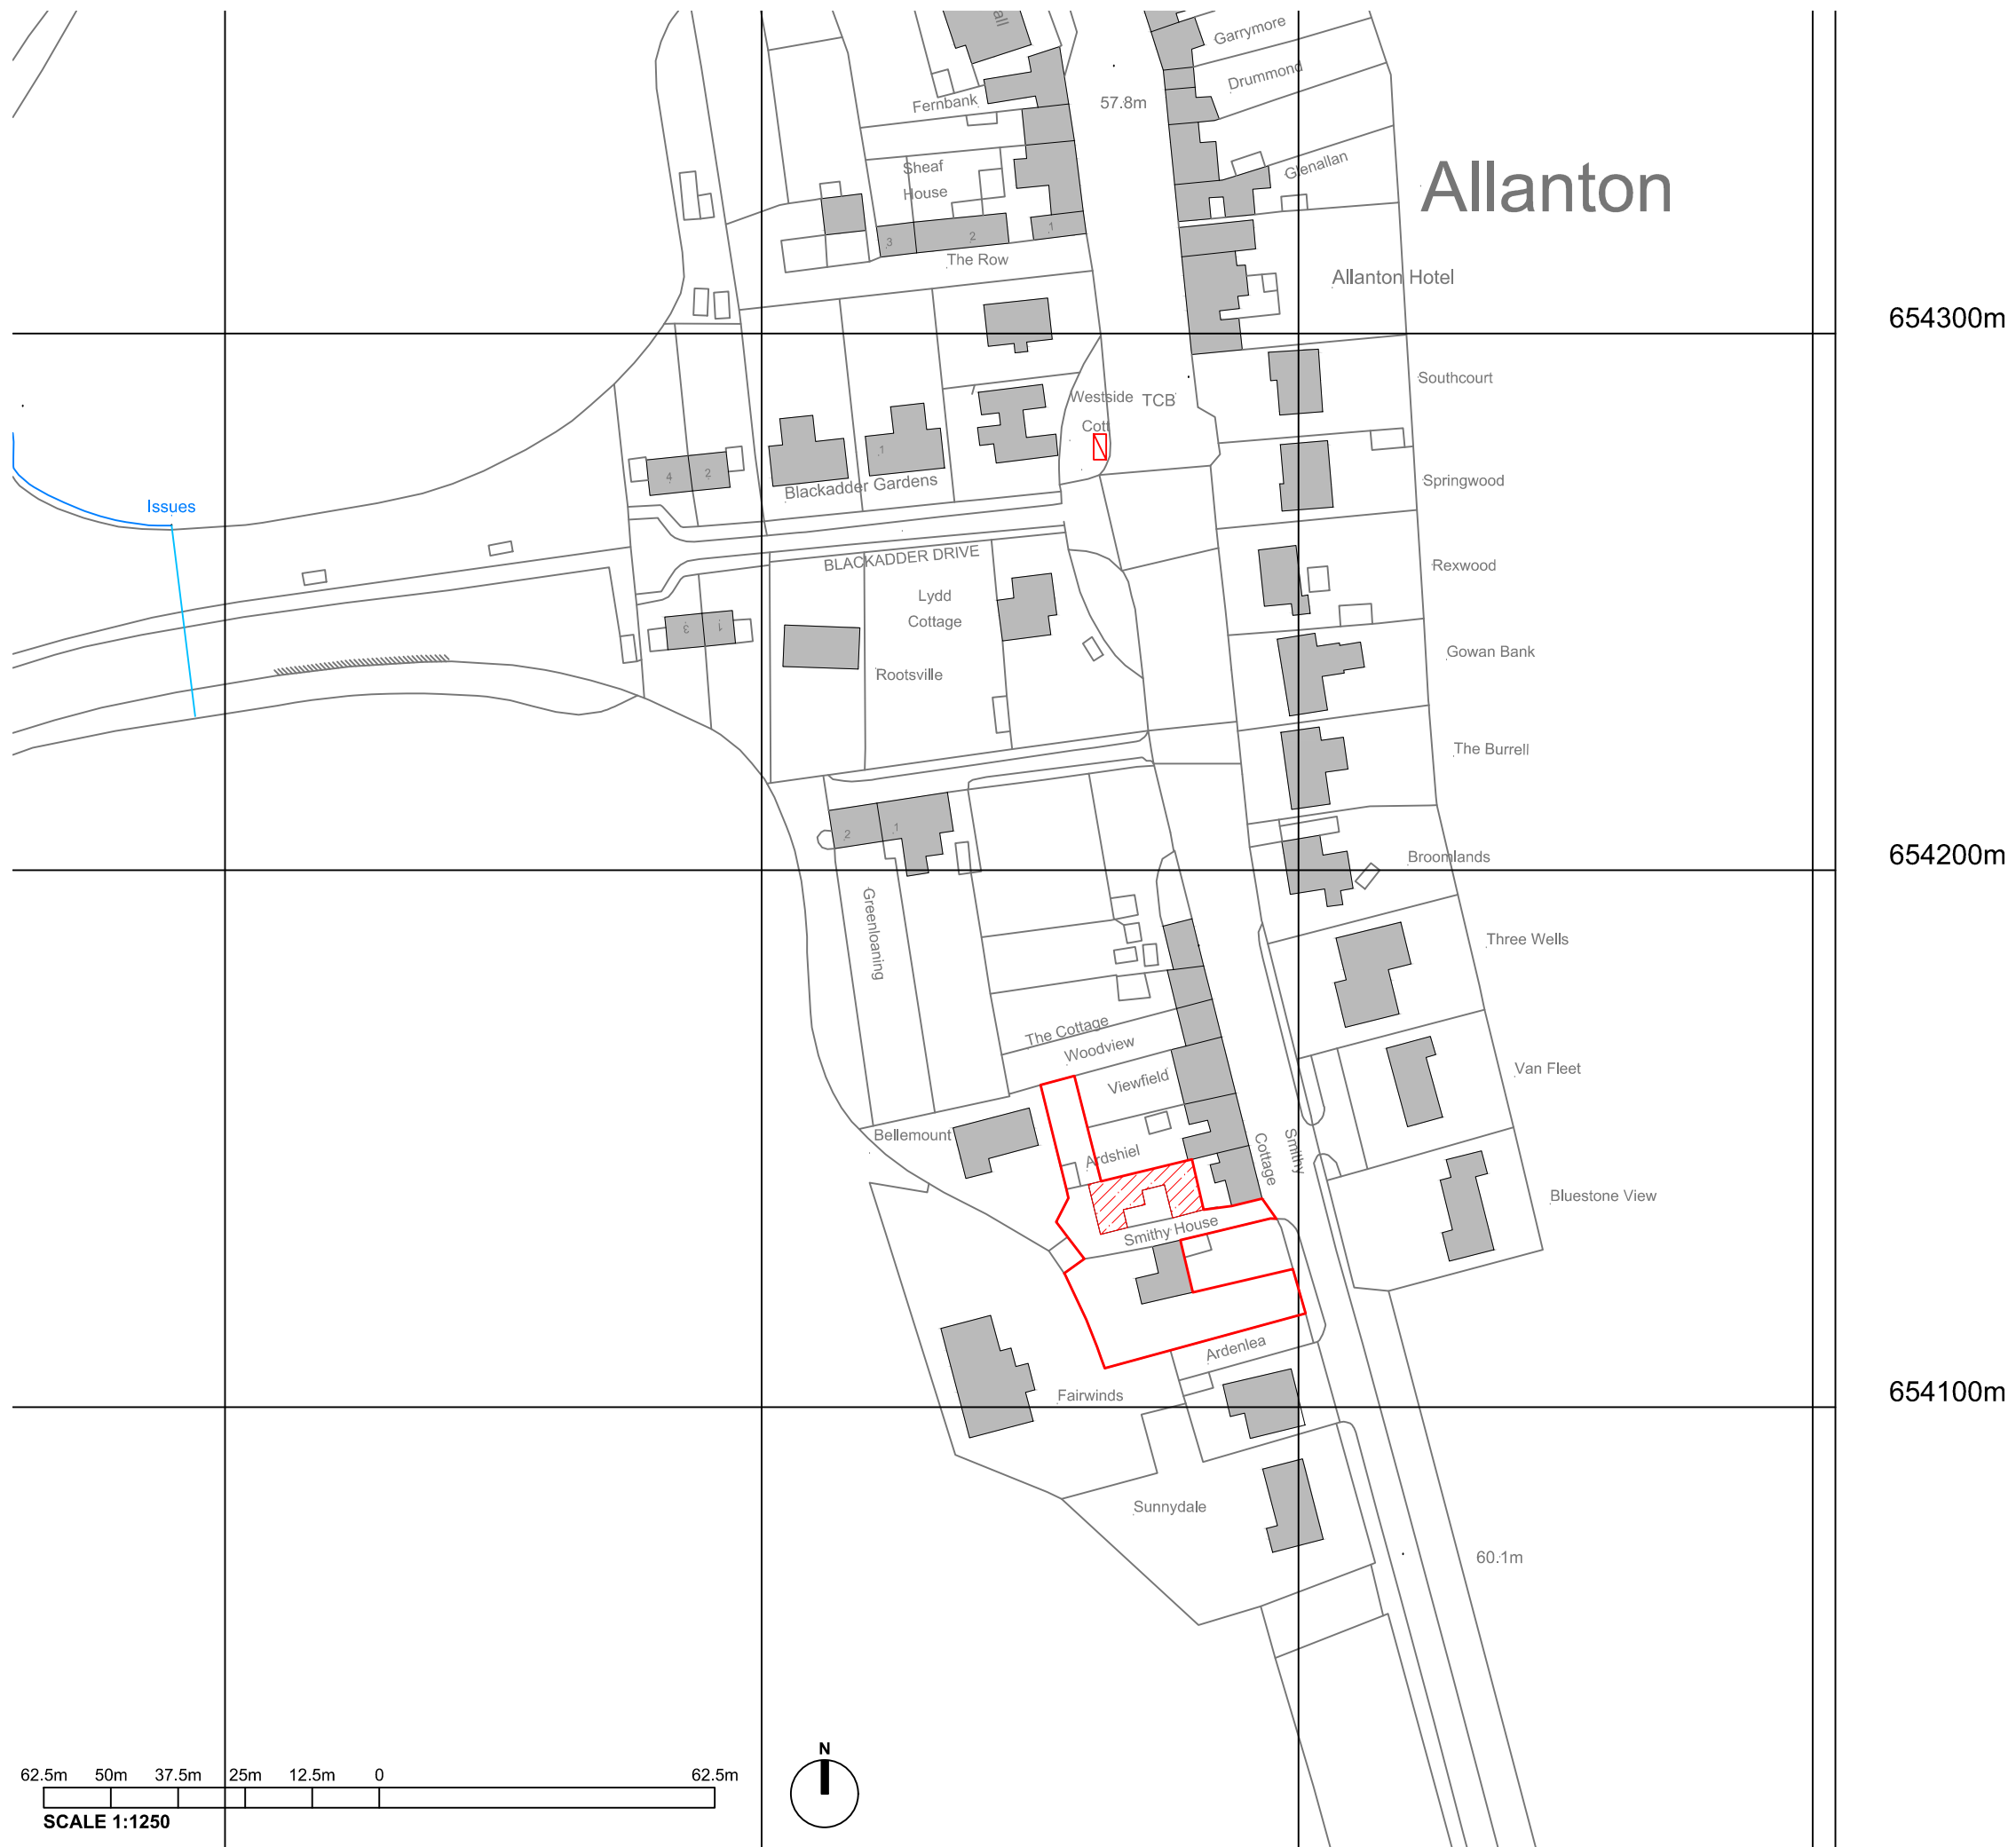 all
Garrymore
Drummond
57.8m
Fernbank
Sheaf
House
Glenallan
Allanton
3
2
1
The Row
Allanton Hotel
654300m
Southcourt
Westside
Cott
TCB
Springwood
4
2
1
Blackadder Gardens
Issues
BLACKADDER DRIVE
Rexwood
Lydd
Cottage
3
1
Gowan Bank
Rootsville
The Burrell
2
1
Broomlands
654200m
Greenloaning
Three Wells
The Cottage
Woodview
Viewfield
Van Fleet
Bellemount
Ardshiel
Smithy
Cottage
Bluestone View
Smithy House
Ardenlea
Fairwinds
654100m
Sunnydale
60.1m
N
62.5m 50m 37.5m 25m 12.5m 0 62.5m
SCALE 1:1250